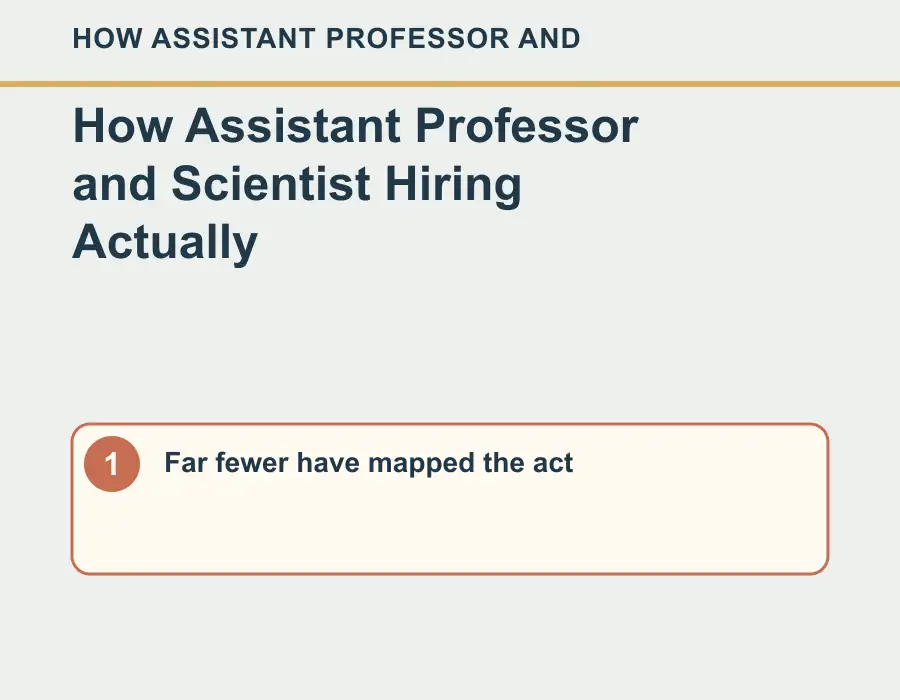 HOW ASSISTANT PROFESSOR AND
How Assistant Professor
and Scientist Hiring
Actually
1
Far fewer have mapped the act